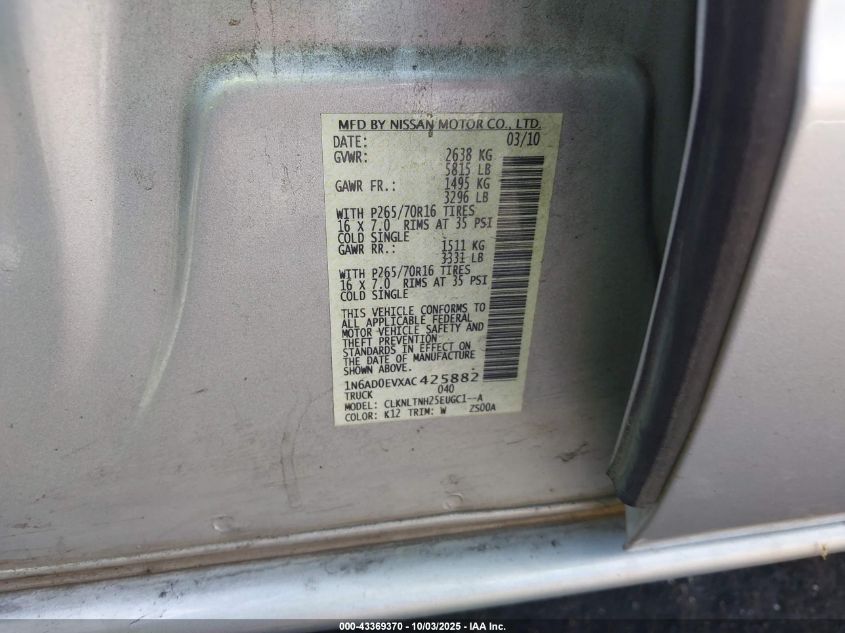 MFD BY NISSAN MOTOR CO., LTD.
DATE: 03/10
GVWR: 2638 KG
5815 LB
GAWR FR.: 1495 KG
3296 LB
WITH P265/70R16 TIRES
16 X 7.0 RIMS AT 35 PSI
COLD SINGLE
GAWR RR.: 1511 KG
3331 LB
WITH P265/70R16 TIRES
16 X 7.0 RIMS AT 35 PSI
COLD SINGLE
THIS VEHICLE CONFORMS TO
ALL APPLICABLE FEDERAL
MOTOR VEHICLE SAFETY AND
THEFT PREVENTION
STANDARDS IN EFFECT ON
THE DATE OF MANUFACTURE
SHOWN ABOVE.
1N6AD0EVXAC425882
TRUCK 040
MODEL: CLKNLTNH25EUGC1--A
COLOR: K12 TRIM: W ZS00A
000-43369370 - 10/03/2025 - IAA Inc.